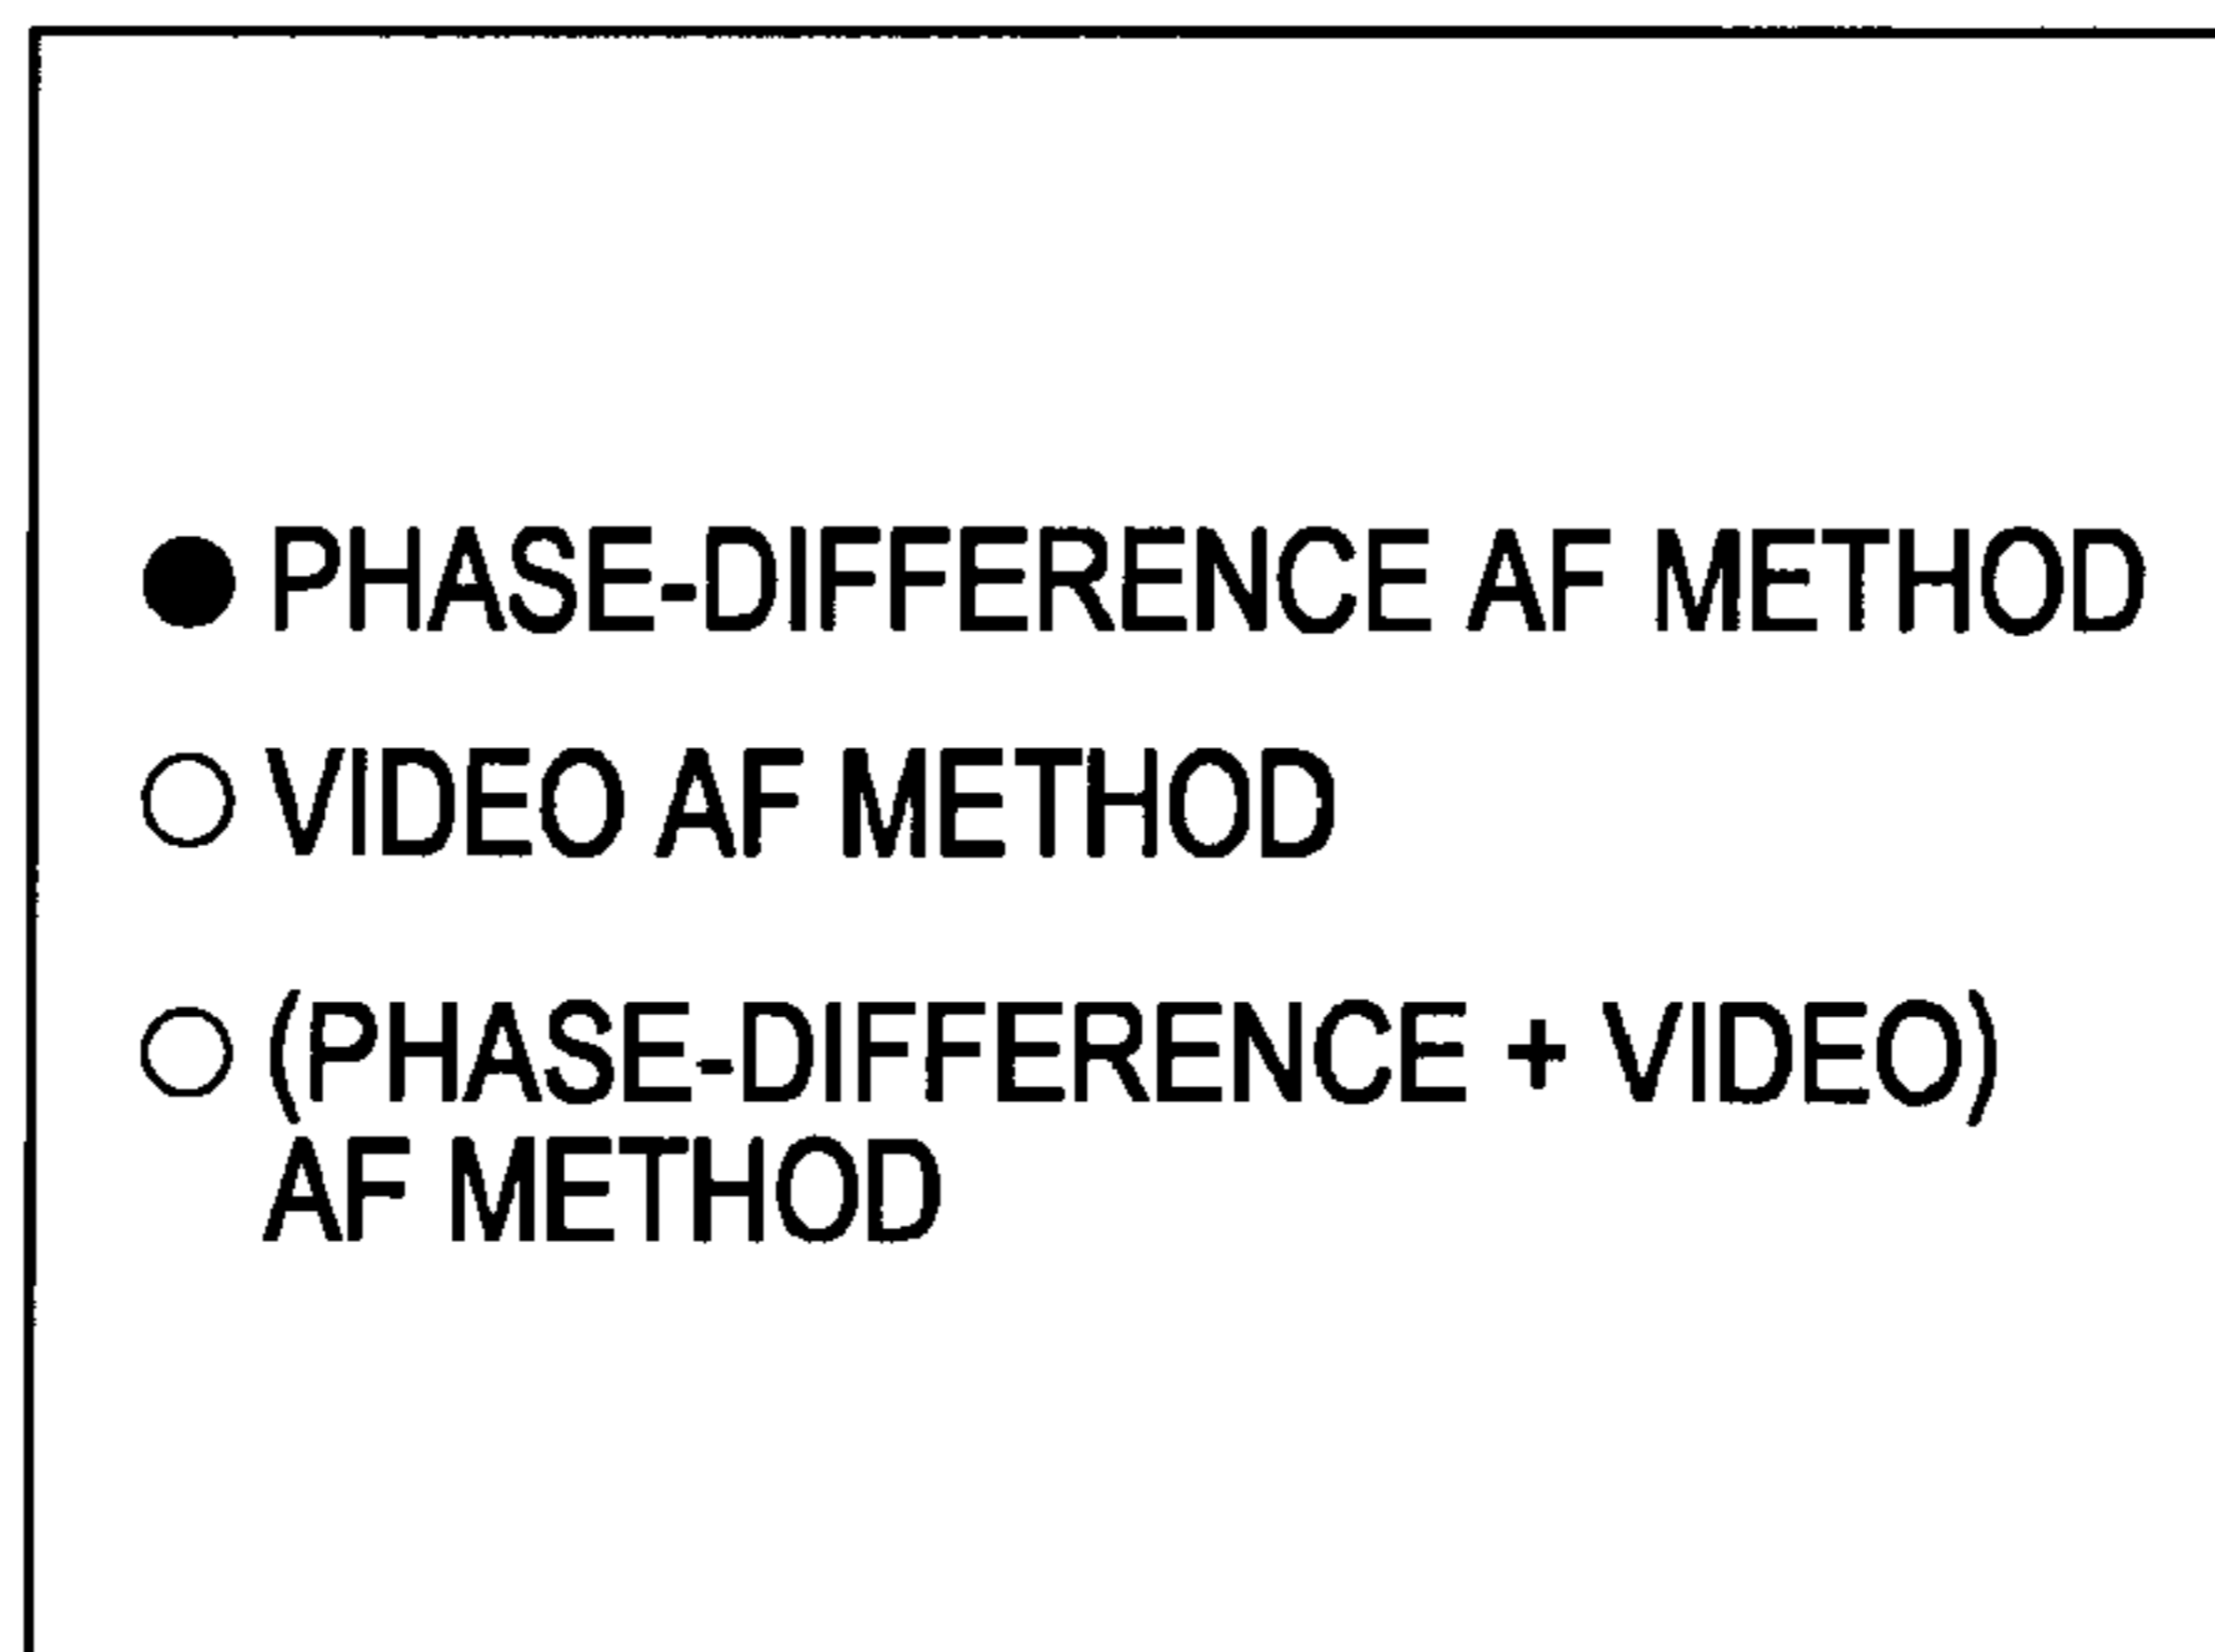 ● PHASE-DIFFERENCE AF METHOD
○ VIDEO AF METHOD
○ (PHASE-DIFFERENCE + VIDEO)
AF METHOD